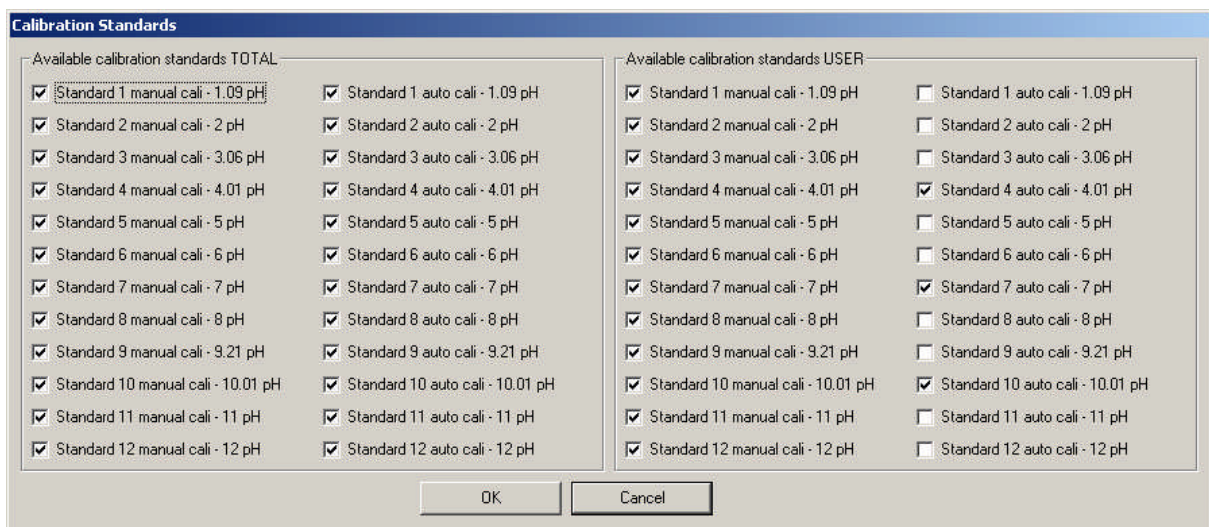 Calibration Standards
Available calibration standards TOTAL
Standard 1 manual cali - 1.09 pH
Standard 2 manual cali - 2 pH
Standard 3 manual cali - 3.06 pH
Standard 4 manual cali - 4.01 pH
Standard 5 manual cali - 5 pH
Standard 6 manual cali - 6 pH
Standard 7 manual cali - 7 pH
Standard 8 manual cali - 8 pH
Standard 9 manual cali - 9.21 pH
Standard 10 manual cali - 10.01 pH
Standard 11 manual cali - 11 pH
Standard 12 manual cali - 12 pH
Standard 1 auto cali - 1.09 pH
Standard 2 auto cali - 2 pH
Standard 3 auto cali - 3.06 pH
Standard 4 auto cali - 4.01 pH
Standard 5 auto cali - 5 pH
Standard 6 auto cali - 6 pH
Standard 7 auto cali - 7 pH
Standard 8 auto cali - 8 pH
Standard 9 auto cali - 9.21 pH
Standard 10 auto cali - 10.01 pH
Standard 11 auto cali - 11 pH
Standard 12 auto cali - 12 pH
Available calibration standards USER
Standard 1 manual cali - 1.09 pH
Standard 2 manual cali - 2 pH
Standard 3 manual cali - 3.06 pH
Standard 4 manual cali - 4.01 pH
Standard 5 manual cali - 5 pH
Standard 6 manual cali - 6 pH
Standard 7 manual cali - 7 pH
Standard 8 manual cali - 8 pH
Standard 9 manual cali - 9.21 pH
Standard 10 manual cali - 10.01 pH
Standard 11 manual cali - 11 pH
Standard 12 manual cali - 12 pH
Standard 1 auto cali - 1.09 pH
Standard 2 auto cali - 2 pH
Standard 3 auto cali - 3.06 pH
Standard 4 auto cali - 4.01 pH
Standard 5 auto cali - 5 pH
Standard 6 auto cali - 6 pH
Standard 7 auto cali - 7 pH
Standard 8 auto cali - 8 pH
Standard 9 auto cali - 9.21 pH
Standard 10 auto cali - 10.01 pH
Standard 11 auto cali - 11 pH
Standard 12 auto cali - 12 pH
OK
Cancel